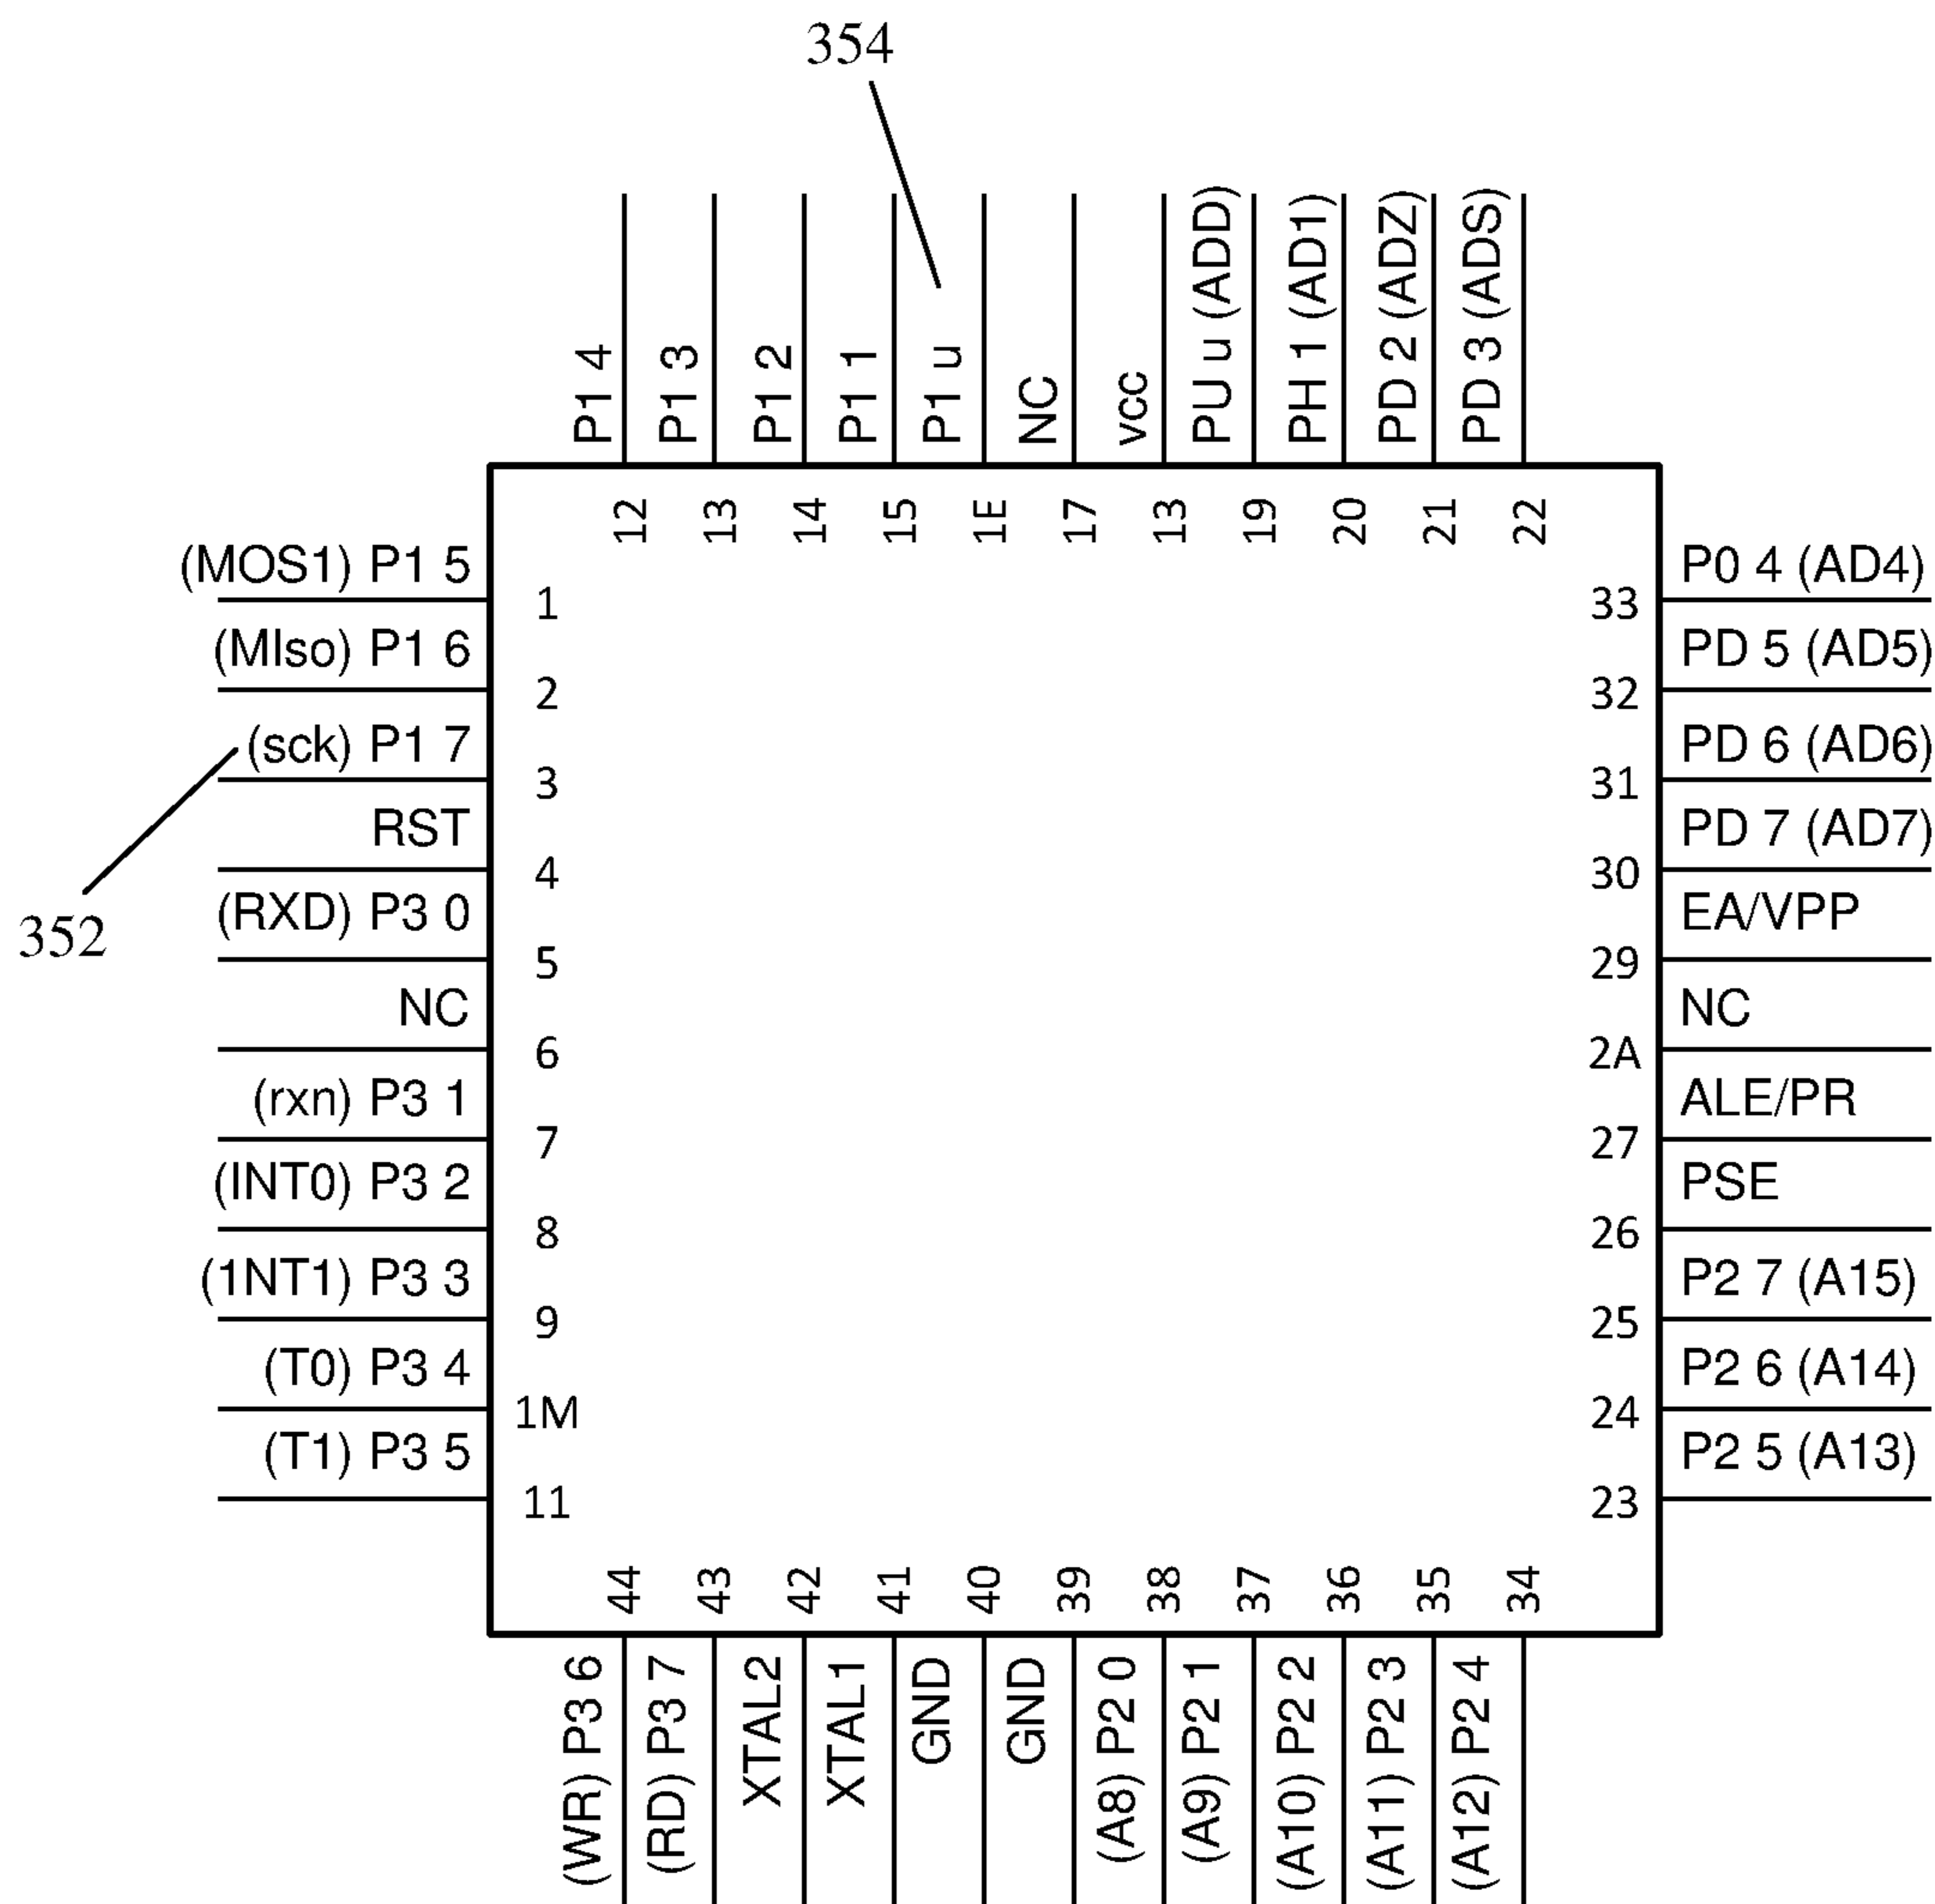 354
P1 4
P1 3
P1 2
P1 1
P1 u
NC
vcc
PU u (ADD)
PH 1 (AD1)
PD 2 (ADZ)
PD 3 (ADS)
12
13
14
15
1E
17
13
19
20
21
22
(MOS1) P1 5
1
33
P0 4 (AD4)
(MIso) P1 6
2
32
PD 5 (AD5)
(sck) P1 7
3
31
PD 6 (AD6)
RST
4
30
PD 7 (AD7)
352
(RXD) P3 0
5
29
EA/VPP
NC
6
2A
NC
(rxn) P3 1
7
27
ALE/PR
(INT0) P3 2
8
26
PSE
(1NT1) P3 3
9
25
P2 7 (A15)
(T0) P3 4
1M
24
P2 6 (A14)
(T1) P3 5
11
23
P2 5 (A13)
44
43
42
41
40
39
38
37
36
35
34
(WR) P3 6
(RD) P3 7
XTAL2
XTAL1
GND
GND
(A8) P2 0
(A9) P2 1
(A10) P2 2
(A11) P2 3
(A12) P2 4